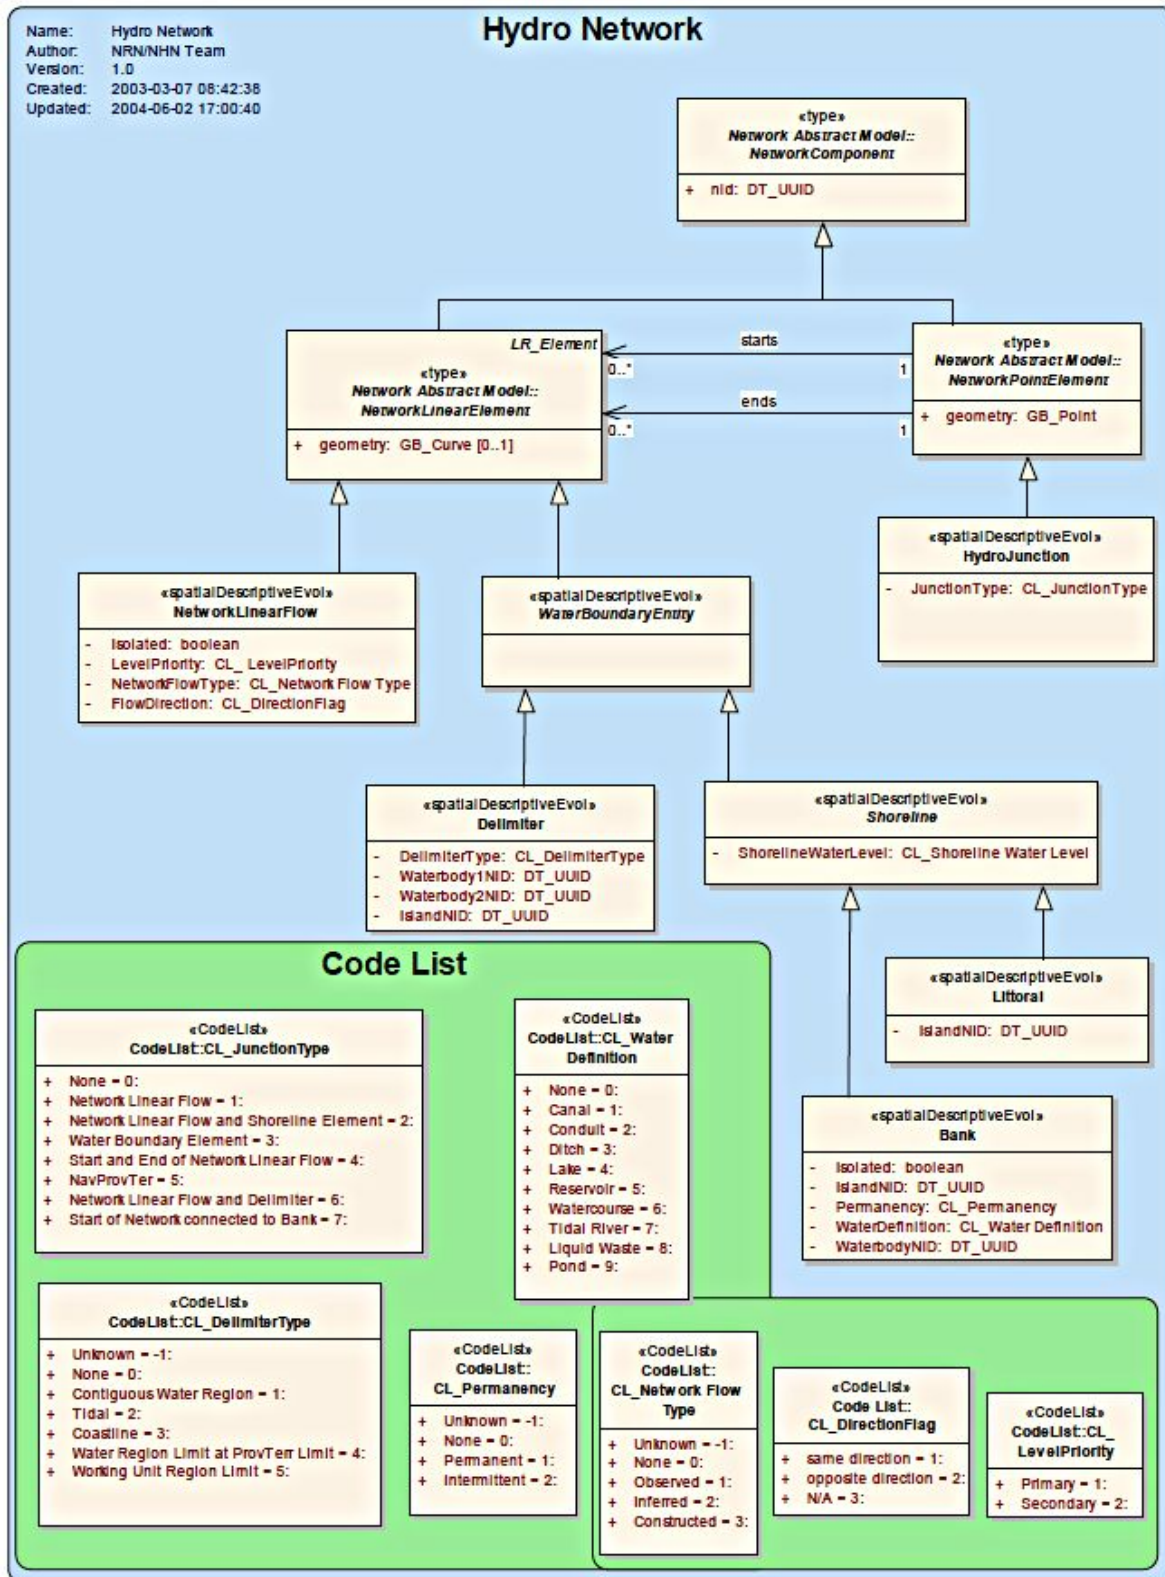 Hydro Network
Name: Hydro Network
Author: NRN/NHN Team
Version: 1.0
Created: 2003-03-07 08:42:38
Updated: 2004-06-02 17:00:40
«type»
Network Abstract Model::
NetworkComponent
+ nid: DT_UUID
LR_Element
«type»
Network Abstract Model::
NetworkLinearElement
+ geometry: GB_Curve [0..1]
starts
0..*
1
ends
0..*
1
«type»
Network Abstract Model::
NetworkPointElement
+ geometry: GB_Point
«spatialDescriptiveEvol»
HydroJunction
- JunctionType: CL_JunctionType
«spatialDescriptiveEvol»
NetworkLinearFlow
- Isolated: boolean
- LevelPriority: CL_ LevelPriority
- NetworkFlowType: CL_Network Flow Type
- FlowDirection: CL_DirectionFlag
«spatialDescriptiveEvol»
WaterBoundaryEntity
«spatialDescriptiveEvol»
Delimiter
- DelimiterType: CL_DelimiterType
- Waterbody1NID: DT_UUID
- Waterbody2NID: DT_UUID
- IslandNID: DT_UUID
«spatialDescriptiveEvol»
Shoreline
- ShorelineWaterLevel: CL_Shoreline Water Level
«spatialDescriptiveEvol»
Littoral
- IslandNID: DT_UUID
«spatialDescriptiveEvol»
Bank
- Isolated: boolean
- IslandNID: DT_UUID
- Permanency: CL_Permanency
- WaterDefinition: CL_Water Definition
- WaterbodyNID: DT_UUID
Code List
«CodeList»
CodeList::CL_JunctionType
+ None = 0:
+ Network Linear Flow = 1:
+ Network Linear Flow and Shoreline Element = 2:
+ Water Boundary Element = 3:
+ Start and End of Network Linear Flow = 4:
+ NavProvTer = 5:
+ Network Linear Flow and Delimiter = 6:
+ Start of Network connected to Bank = 7:
«CodeList»
CodeList::CL_Water
Definition
+ None = 0:
+ Canal = 1:
+ Conduit = 2:
+ Ditch = 3:
+ Lake = 4:
+ Reservoir = 5:
+ Watercourse = 6:
+ Tidal River = 7:
+ Liquid Waste = 8:
+ Pond = 9:
«CodeList»
CodeList::CL_DelimiterType
+ Unknown = -1:
+ None = 0:
+ Contiguous Water Region = 1:
+ Tidal = 2:
+ Coastline = 3:
+ Water Region Limit at ProvTerr Limit = 4:
+ Working Unit Region Limit = 5:
«CodeList»
CodeList::
CL_Permanency
+ Unknown = -1:
+ None = 0:
+ Permanent = 1:
+ Intermittent = 2:
«CodeList»
CodeList::
CL_Network Flow
Type
+ Unknown = -1:
+ None = 0:
+ Observed = 1:
+ Inferred = 2:
+ Constructed = 3:
«CodeList»
Code List::
CL_DirectionFlag
+ same direction = 1:
+ opposite direction = 2:
+ N/A = 3:
«CodeList»
CodeList::CL_
LevelPriority
+ Primary = 1:
+ Secondary = 2: